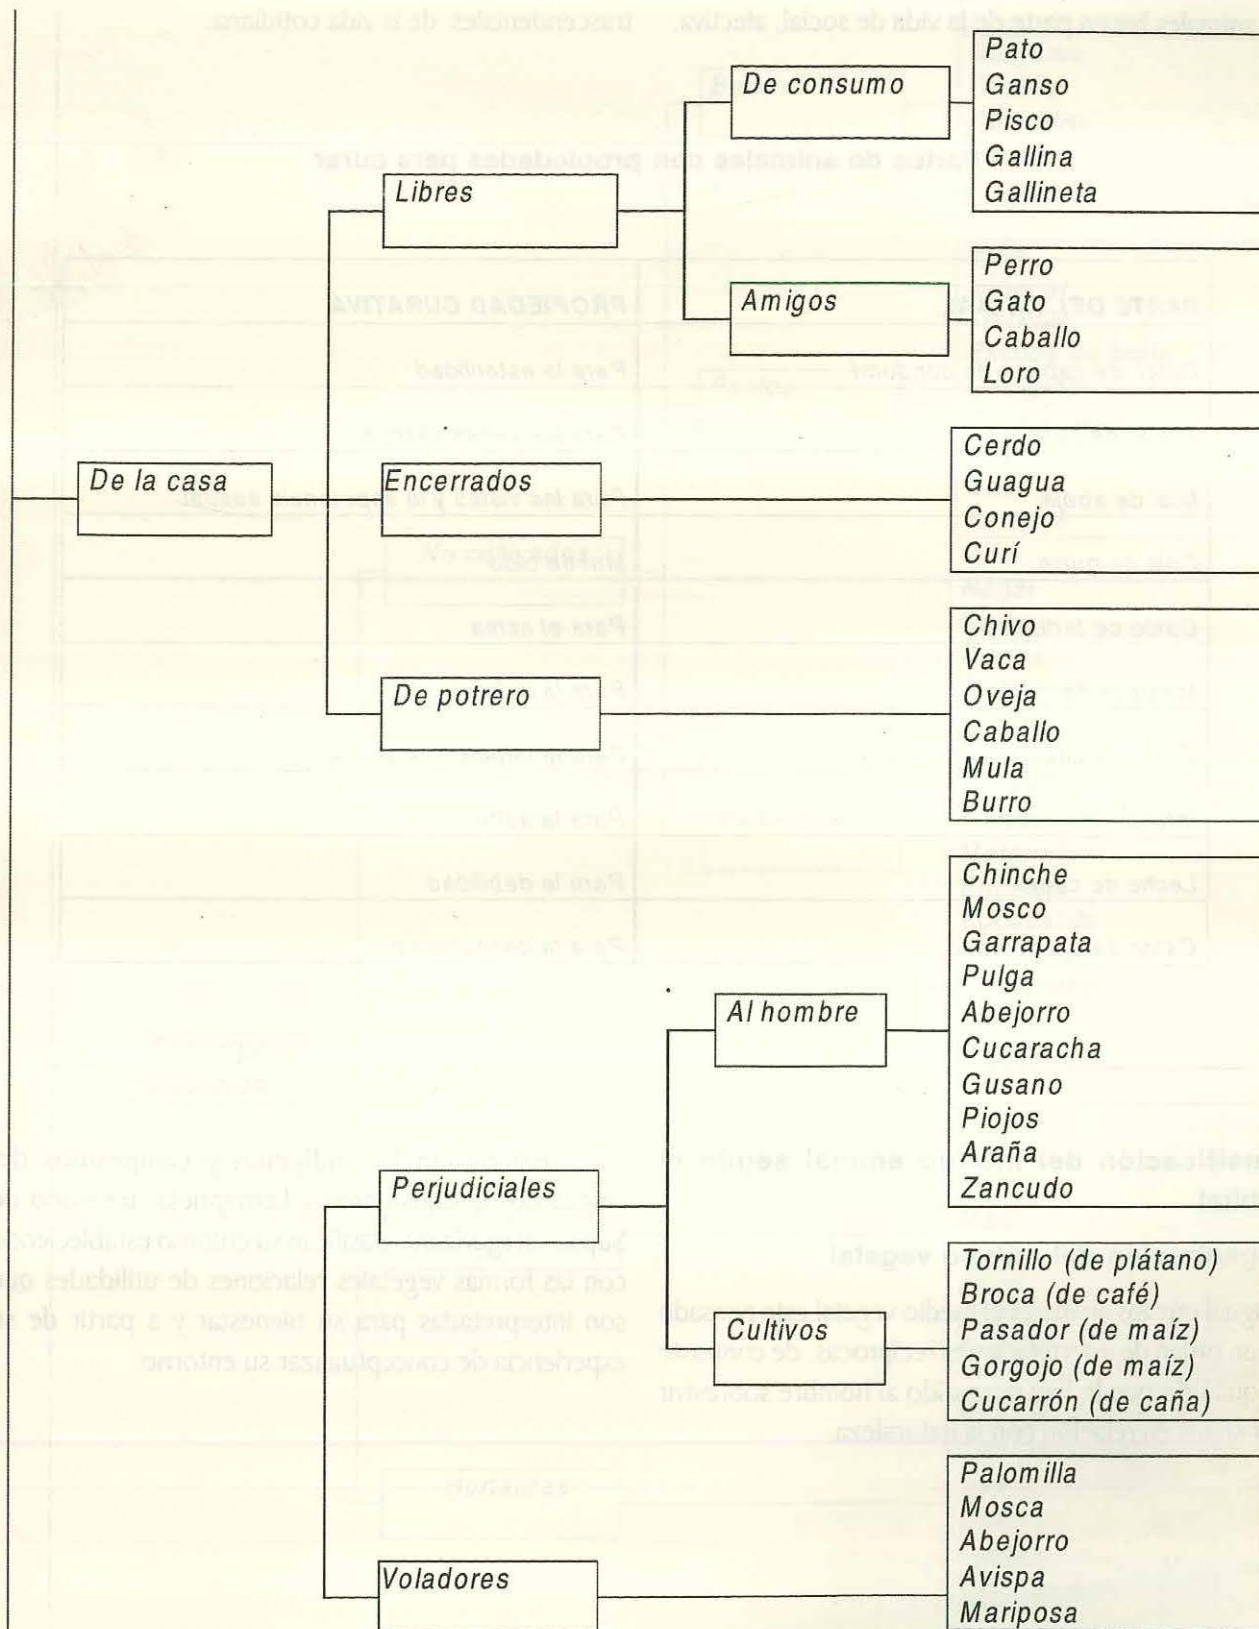 De consumo
Pato
Ganso
Pisco
Gallina
Gallineta
Libres
Amigos
Perro
Gato
Caballo
Loro
De la casa
Encerrados
Cerdo
Guagua
Conejo
Curí
De potrero
Chivo
Vaca
Oveja
Caballo
Mula
Burro
Perjudiciales
Al hombre
Chinche
Mosco
Garrapata
Pulga
Abejorro
Cucaracha
Gusano
Piojos
Araña
Zancudo
Cultivos
Tornillo (de plátano)
Broca (de café)
Pasador (de maíz)
Gorgojo (de maíz)
Cucarrón (de caña)
Voladores
Palomilla
Mosca
Abejorro
Avispa
Mariposa